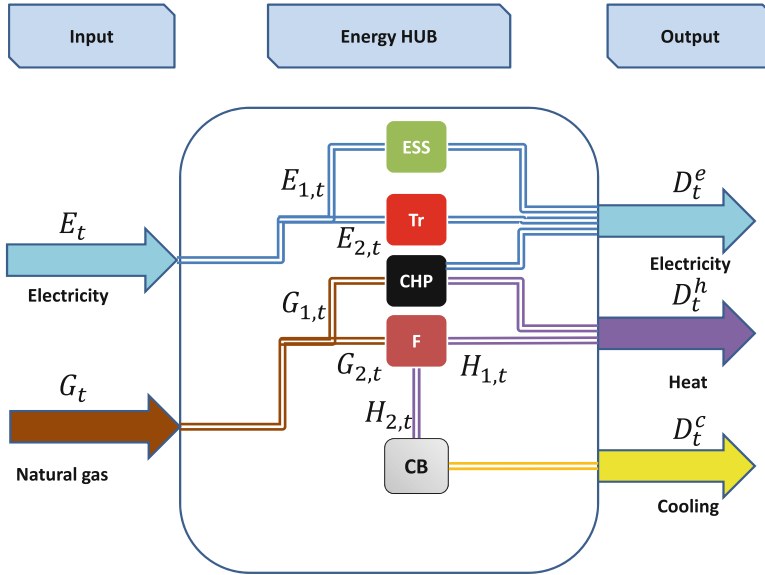 Input
Energy HUB
Output
ESS
E_{1,t}
D_t^e
E_t
Tr
E_{2,t}
Electricity
Electricity
CHP
G_{1,t}
D_t^h
F
G_{2,t}
H_{1,t}
G_t
Heat
H_{2,t}
D_t^c
CB
Natural gas
Cooling